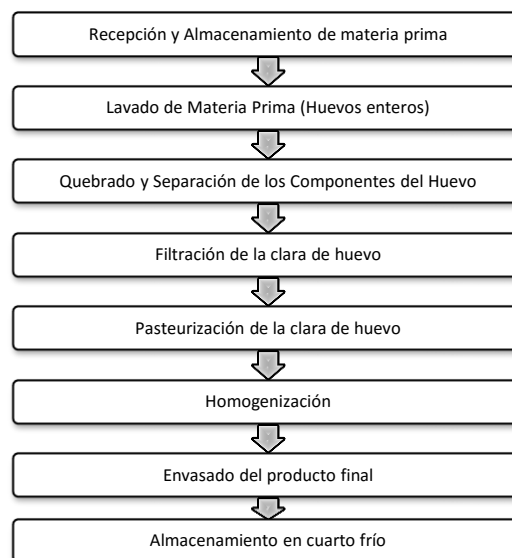 Recepción y Almacenamiento de materia prima
Lavado de Materia Prima (Huevos enteros)
Quebrado y Separación de los Componentes del Huevo
Filtración de la clara de huevo
Pasteurización de la clara de huevo
Homogenización
Envasado del producto final
Almacenamiento en cuarto frío